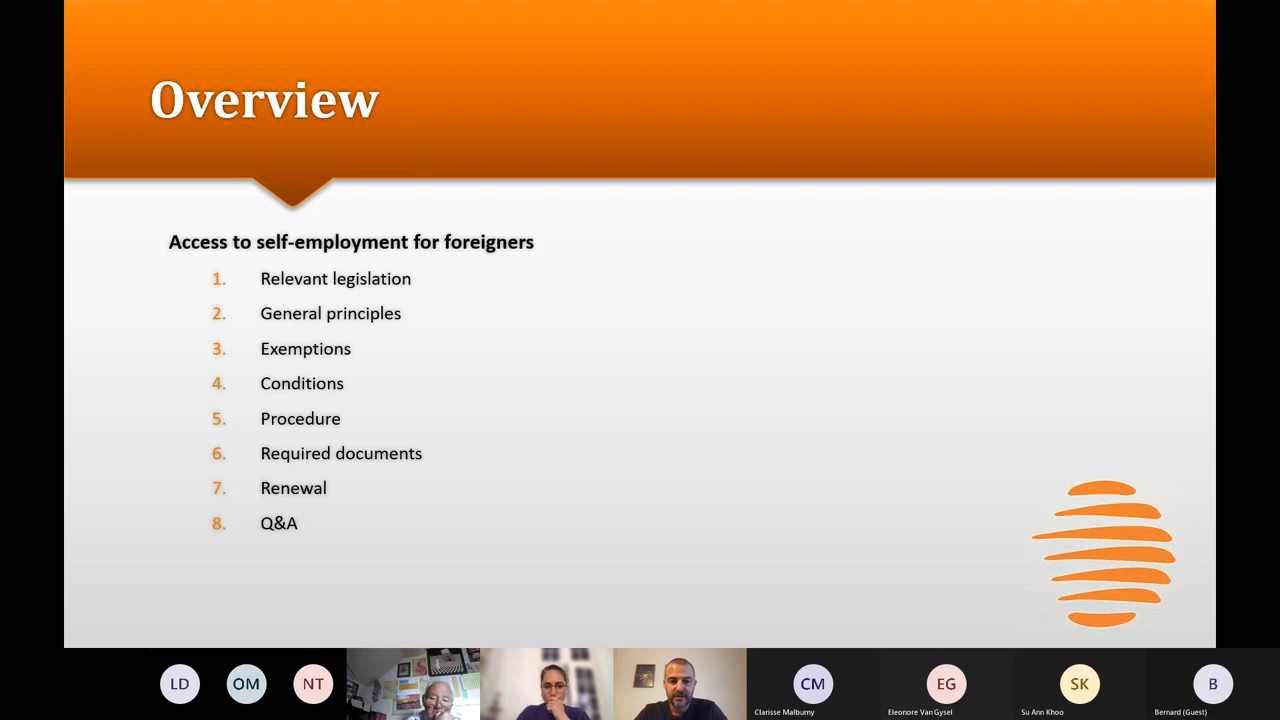 Overview
Access to self-employment for foreigners
1. Relevant legislation
2. General principles
3. Exemptions
4. Conditions
5. Procedure
6. Required documents
7. Renewal
8. Q&A
LD OM NT CM EG SK B
Clarisse Malburny Eleonore Van Gysel Su Ann Khoo Bernard (Guest)